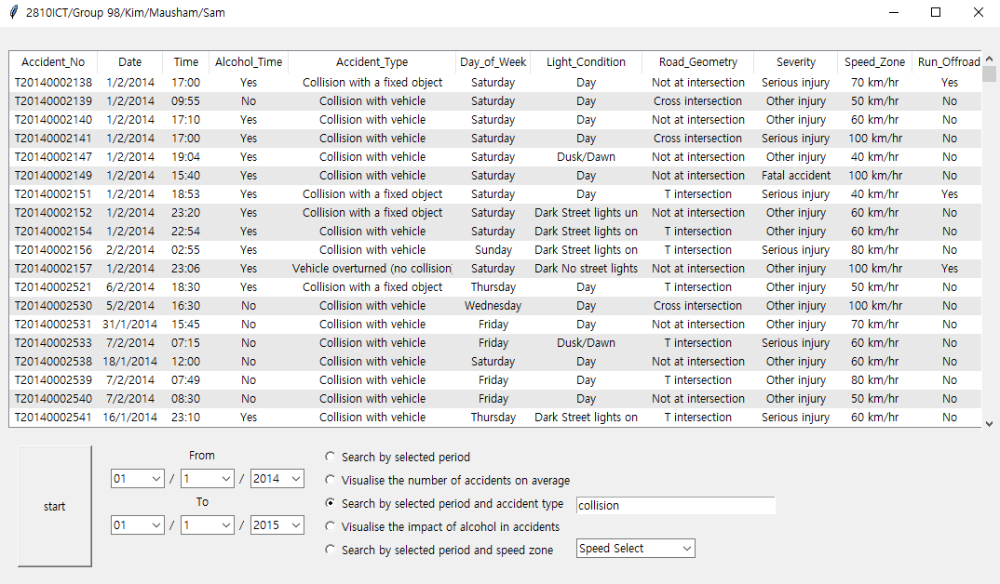 2810ICT/Group 98/Kim/Mausham/Sam
Accident_No Date Time Alcohol_Time Accident_Type Day_of_Week Light_Condition Road_Geometry Severity Speed_Zone Run_Offroad
T20140002138 1/2/2014 17:00 Yes Collision with a fixed object Saturday Day Not at intersection Serious injury 70 km/hr Yes
T20140002139 1/2/2014 09:55 No Collision with vehicle Saturday Day Cross intersection Other injury 50 km/hr No
T20140002140 1/2/2014 17:10 Yes Collision with vehicle Saturday Day Not at intersection Other injury 60 km/hr No
T20140002141 1/2/2014 17:00 Yes Collision with vehicle Saturday Day Cross intersection Serious injury 100 km/hr No
T20140002147 1/2/2014 19:04 Yes Collision with vehicle Saturday Dusk/Dawn Not at intersection Other injury 40 km/hr No
T20140002149 1/2/2014 15:40 Yes Collision with vehicle Saturday Day Not at intersection Fatal accident 100 km/hr No
T20140002151 1/2/2014 18:53 Yes Collision with a fixed object Saturday Day T intersection Serious injury 40 km/hr Yes
T20140002152 1/2/2014 23:20 Yes Collision with a fixed object Saturday Dark Street lights un Not at intersection Other injury 60 km/hr No
T20140002154 1/2/2014 22:54 Yes Collision with vehicle Saturday Dark Street lights on T intersection Other injury 60 km/hr No
T20140002156 2/2/2014 02:55 Yes Collision with vehicle Sunday Dark Street lights on T intersection Serious injury 80 km/hr No
T20140002157 1/2/2014 23:06 Yes Vehicle overturned (no collision) Saturday Dark No street lights Not at intersection Other injury 100 km/hr Yes
T20140002521 6/2/2014 18:30 Yes Collision with a fixed object Thursday Day T intersection Other injury 50 km/hr No
T20140002530 5/2/2014 16:30 No Collision with vehicle Wednesday Day Cross intersection Other injury 100 km/hr No
T20140002531 31/1/2014 15:45 No Collision with vehicle Friday Day Not at intersection Other injury 70 km/hr No
T20140002533 7/2/2014 07:15 No Collision with vehicle Friday Dusk/Dawn T intersection Serious injury 60 km/hr No
T20140002538 18/1/2014 12:00 No Collision with vehicle Saturday Day Not at intersection Other injury 60 km/hr No
T20140002539 7/2/2014 07:49 No Collision with vehicle Friday Day T intersection Other injury 80 km/hr No
T20140002540 7/2/2014 08:30 No Collision with vehicle Friday Day Not at intersection Other injury 50 km/hr No
T20140002541 16/1/2014 23:10 Yes Collision with vehicle Thursday Dark Street lights on T intersection Serious injury 60 km/hr No
start
From
01 / 1 / 2014
To
01 / 1 / 2015
Search by selected period
Visualise the number of accidents on average
Search by selected period and accident type collision
Visualise the impact of alcohol in accidents
Search by selected period and speed zone Speed Select